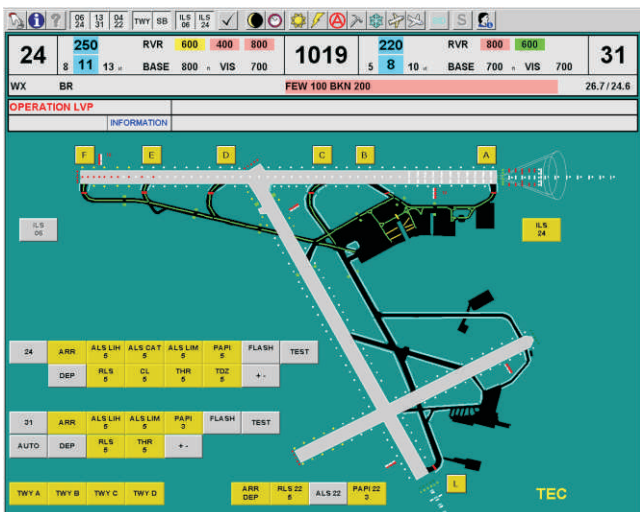 06 24 13 31 04 22 TWY SB ILS 06 ILS 24 S
24 250 RVR 600 400 800 1019 220 RVR 800 600 31
8 11 13 BASE 800 VIS 700 5 8 10 BASE 700 VIS 700
WX BR FEW 100 BKN 200 26.7/24.6
OPERATION LVP
INFORMATION
F E D C B A
ILS 06 ILS 24
24 ARR ALS LIH 5 ALS CAT 5 ALS LIM 5 PAPI 5 FLASH TEST
DEP RLS 5 CL 5 THR 5 TDZ 5 + -
31 ARR ALS LIH 5 ALS LIM 5 PAPI 3 FLASH TEST
AUTO DEP RLS 5 THR 5 + -
L
TWY A TWY B TWY C TWY D ARR DEP RLS 22 5 ALS 22 PAPI 22 3 TEC